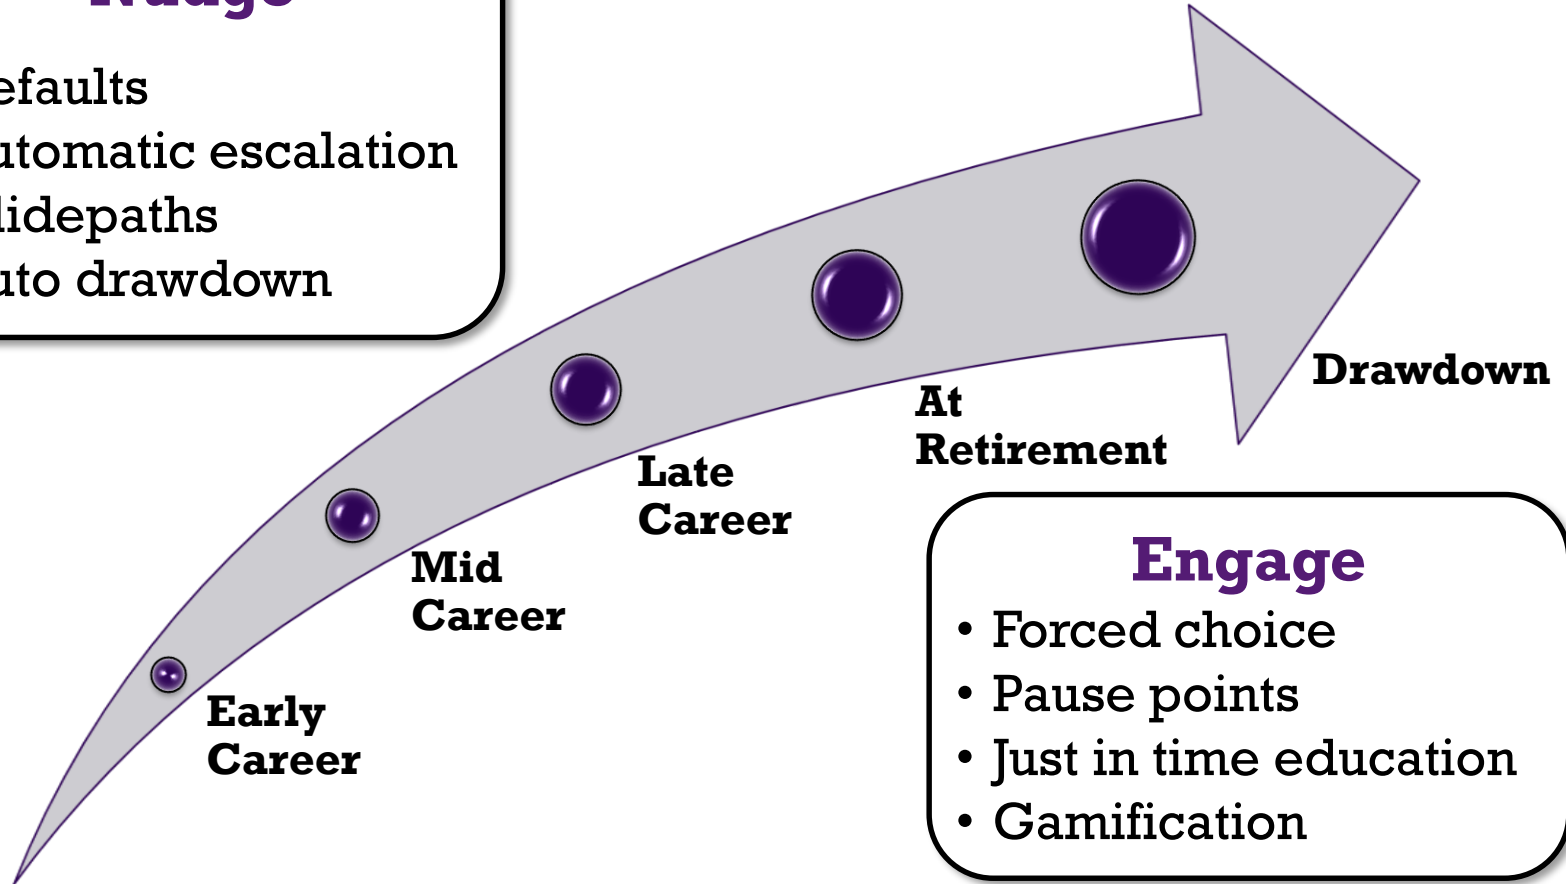 Nudge
efaults
utomatic escalation
lidepaths
uto drawdown
Drawdown
At
Retirement
Late
Career
Mid
Career
Early
Career
Engage
• Forced choice
• Pause points
• Just in time education
• Gamification